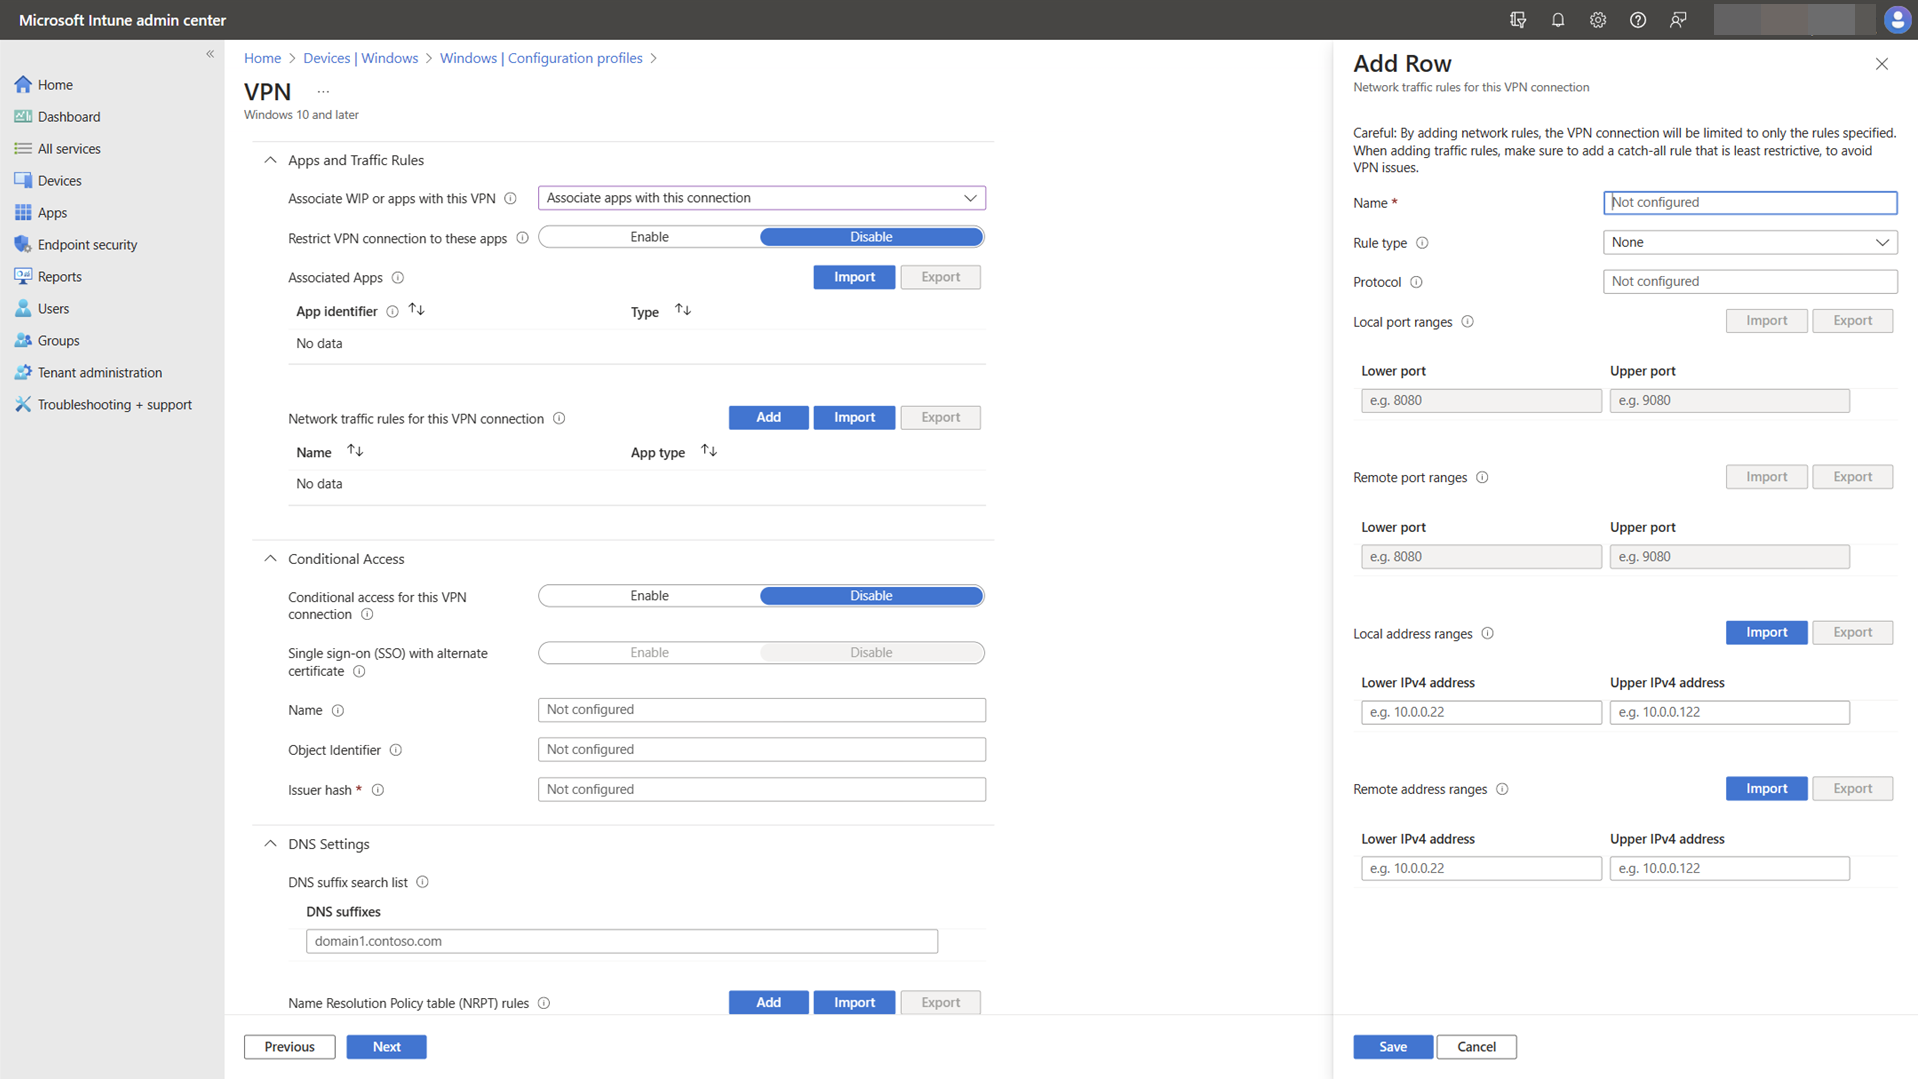 Microsoft Intune admin center
Home
Dashboard
All services
Devices
Apps
Endpoint security
Reports
Users
Groups
Tenant administration
Troubleshooting + support
Home > Devices | Windows > Windows | Configuration profiles >
VPN ...
Windows 10 and later
Apps and Traffic Rules
Associate WIP or apps with this VPN
Associate apps with this connection
Restrict VPN connection to these apps
Enable
Disable
Associated Apps
Import
Export
App identifier
Type
No data
Network traffic rules for this VPN connection
Add
Import
Export
Name
App type
No data
Conditional Access
Conditional access for this VPN
connection
Enable
Disable
Single sign-on (SSO) with alternate
certificate
Enable
Disable
Name
Not configured
Object Identifier
Not configured
Issuer hash *
Not configured
DNS Settings
DNS suffix search list
DNS suffixes
domain1.contoso.com
Name Resolution Policy table (NRPT) rules
Add
Import
Export
Previous
Next
Add Row
Network traffic rules for this VPN connection
Careful: By adding network rules, the VPN connection will be limited to only the rules specified.
When adding traffic rules, make sure to add a catch-all rule that is least restrictive, to avoid
VPN issues.
Name *
Not configured
Rule type
None
Protocol
Not configured
Local port ranges
Import
Export
Lower port
Upper port
e.g. 8080
e.g. 9080
Remote port ranges
Import
Export
Lower port
Upper port
e.g. 8080
e.g. 9080
Local address ranges
Import
Export
Lower IPv4 address
Upper IPv4 address
e.g. 10.0.0.22
e.g. 10.0.0.122
Remote address ranges
Import
Export
Lower IPv4 address
Upper IPv4 address
e.g. 10.0.0.22
e.g. 10.0.0.122
Save
Cancel